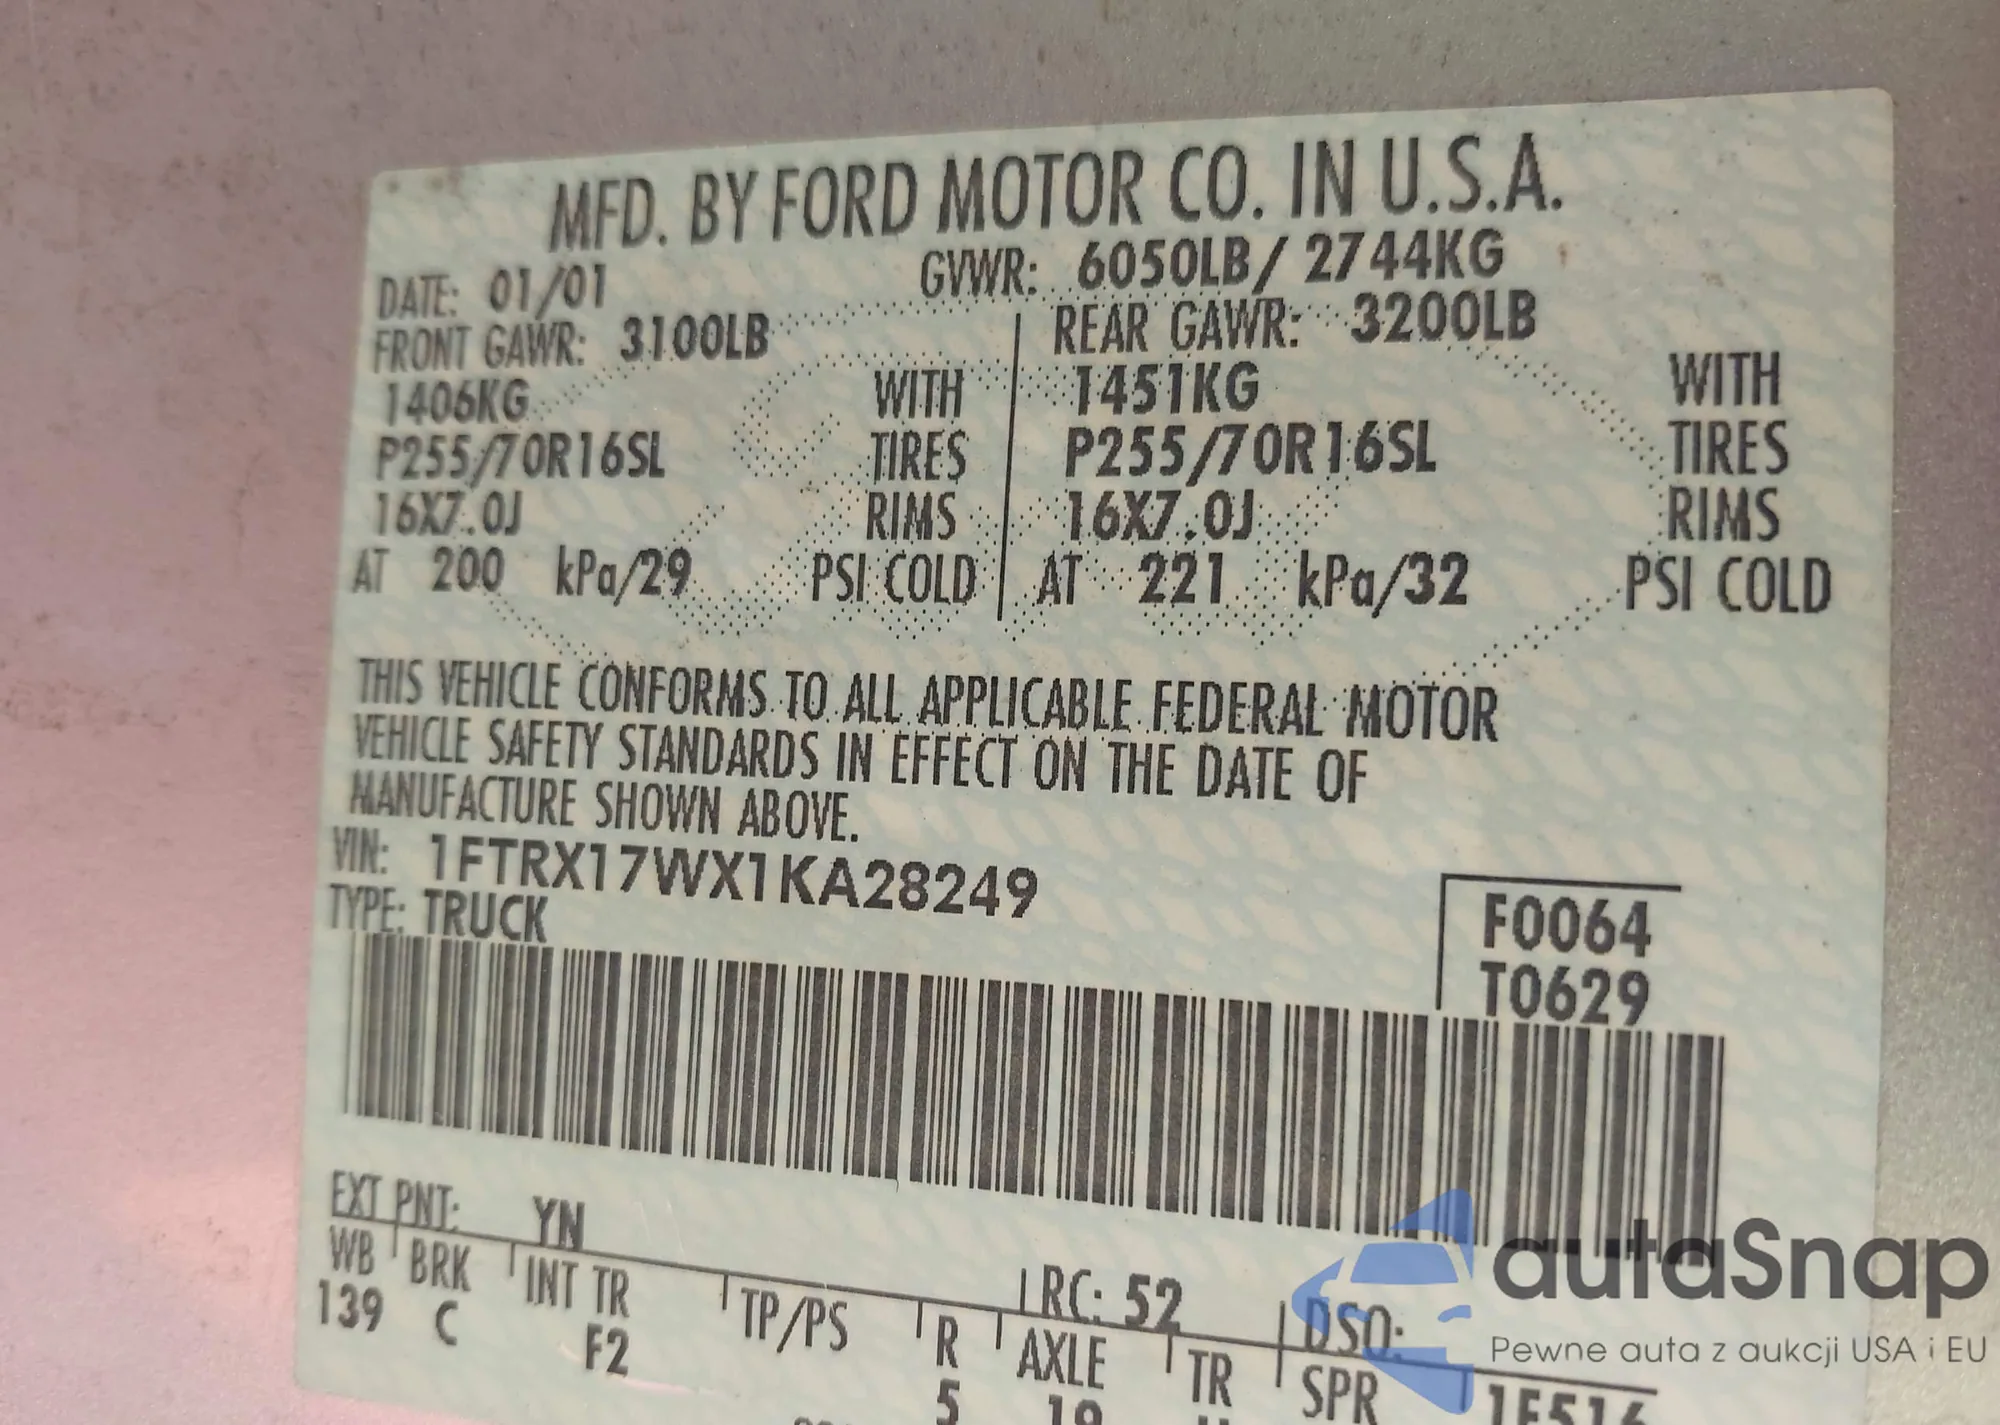 MFD. BY FORD MOTOR CO. IN U.S.A.
DATE: 01/01 GVWR: 6050LB/ 2744KG
FRONT GAWR: 3100LB REAR GAWR: 3200LB
1406KG WITH 1451KG WITH
P255/70R16SL TIRES P255/70R16SL TIRES
16X7.0J RIMS 16X7.0J RIMS
AT 200 kPa/29 PSI COLD AT 221 kPa/32 PSI COLD
THIS VEHICLE CONFORMS TO ALL APPLICABLE FEDERAL MOTOR
VEHICLE SAFETY STANDARDS IN EFFECT ON THE DATE OF
MANUFACTURE SHOWN ABOVE.
VIN: 1FTRX17WX1KA28249
TYPE: TRUCK
F0064
T0629
EXT PNT: YN RC: 52 DSO:
WB BRK INT TR TP/PS R AXLE TR SPR
139 C F2 5 19 1F516
autaSnap
Pewne auta z aukcji USA i EU